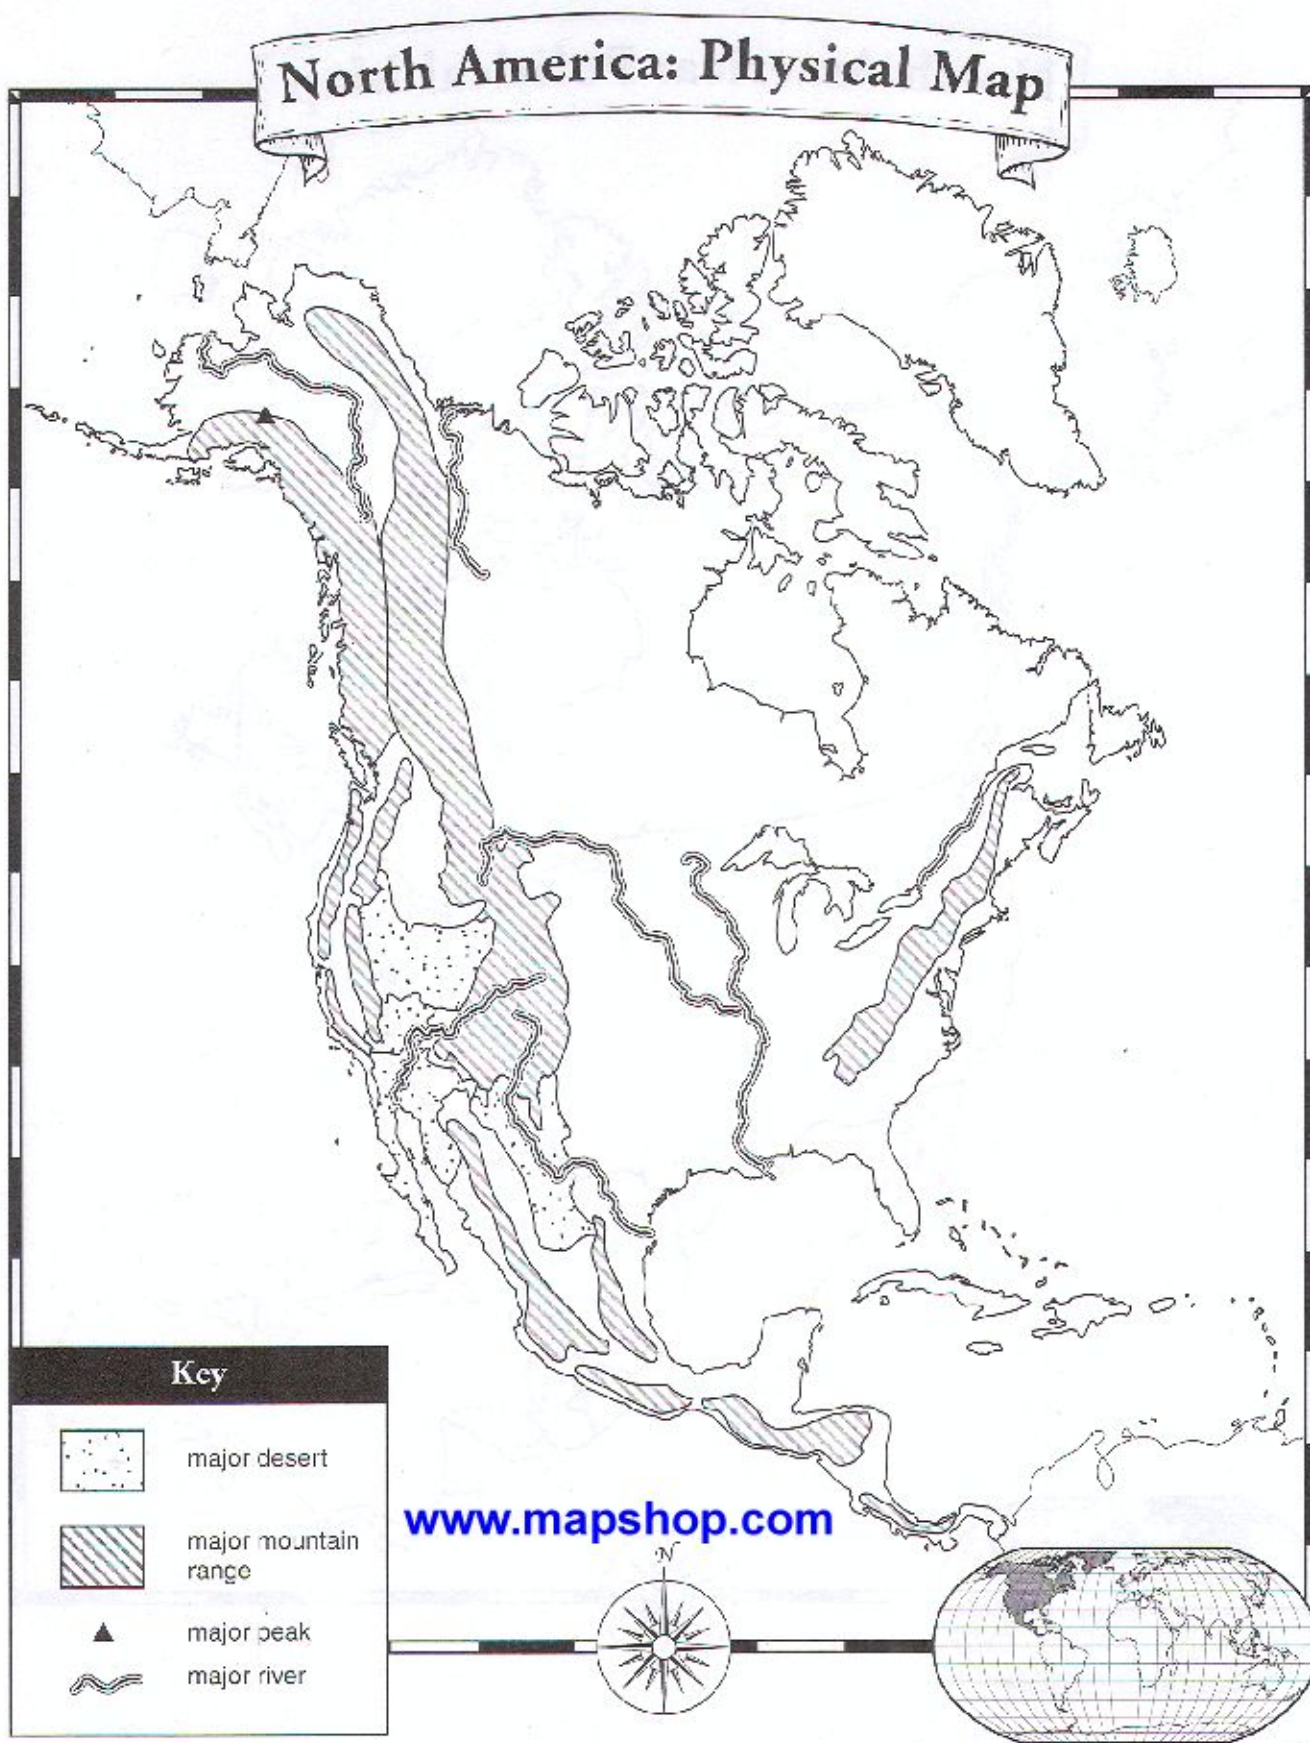 North America: Physical Map
Key
major desert
major mountain
range
major peak
major river
www.mapshop.com
N